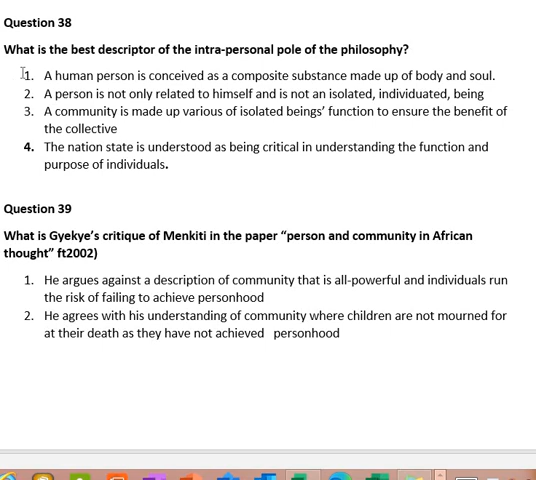 Question 38
What is the best descriptor of the intra-personal pole of the philosophy?
1. A human person is conceived as a composite substance made up of body and soul.
2. A person is not only related to himself and is not an isolated, individuated, being
3. A community is made up various of isolated beings' function to ensure the benefit of
the collective
4. The nation state is understood as being critical in understanding the function and
purpose of individuals.
Question 39
What is Gyekye's critique of Menkiti in the paper "person and community in African
thought" ft2002)
1. He argues against a description of community that is all-powerful and individuals run
the risk of failing to achieve personhood
2. He agrees with his understanding of community where children are not mourned for
at their death as they have not achieved personhood